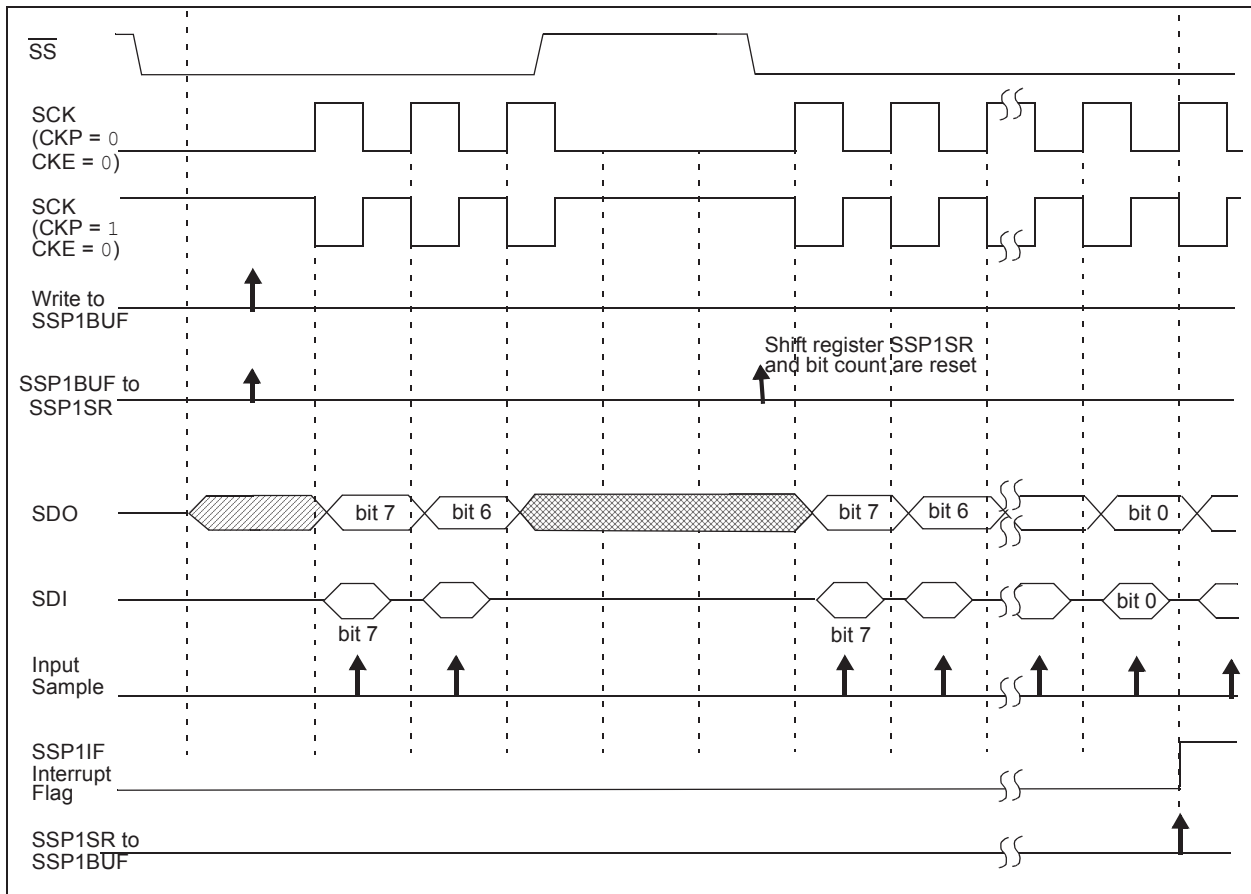 SS
SCK
(CKP = 0
CKE = 0)
SCK
(CKP = 1
CKE = 0)
Write to
SSP1BUF
Shift register SSP1SR
and bit count are reset
SSP1BUF to
SSP1SR
SDO
bit 7
bit 6
bit 7
bit 6
bit 0
SDI
bit 0
bit 7
bit 7
Input
Sample
SSP1IF
Interrupt
Flag
SSP1SR to
SSP1BUF